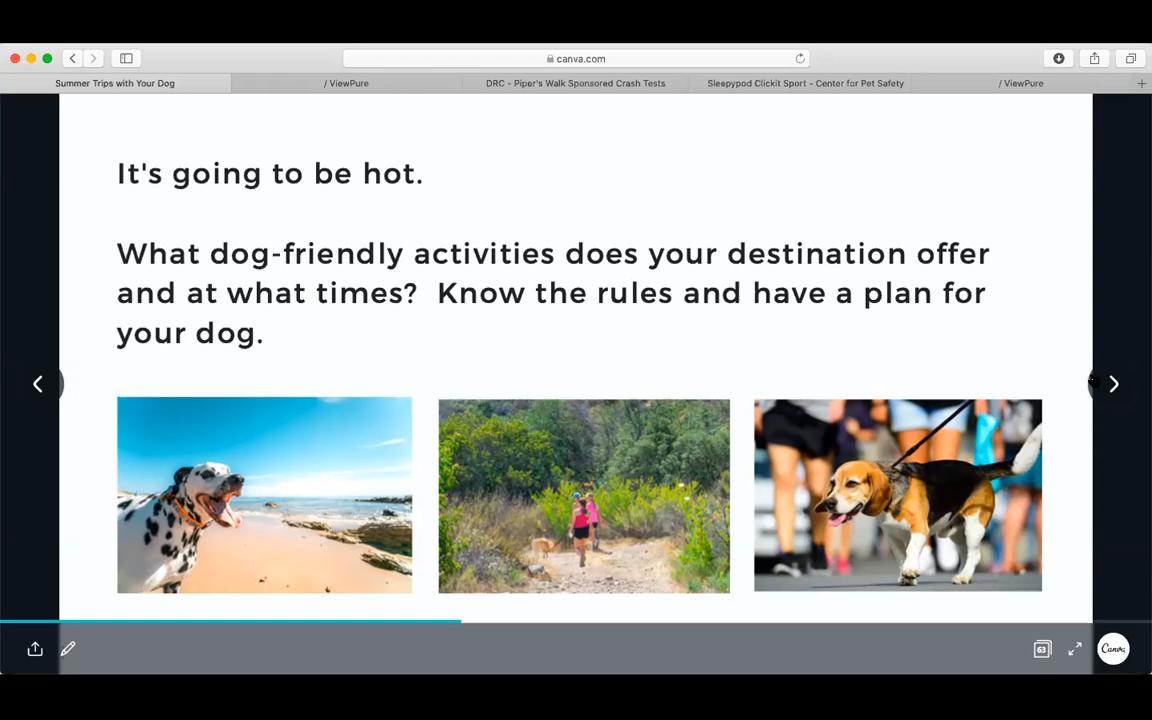 canva.com
Summer Trips with Your Dog
/ ViewPure
DRC - Piper's Walk Sponsored Crash Tests
Sleepypod Clickit Sport - Center for Pet Safety
/ ViewPure
It's going to be hot.
What dog-friendly activities does your destination offer
and at what times? Know the rules and have a plan for
your dog.
63
Canva